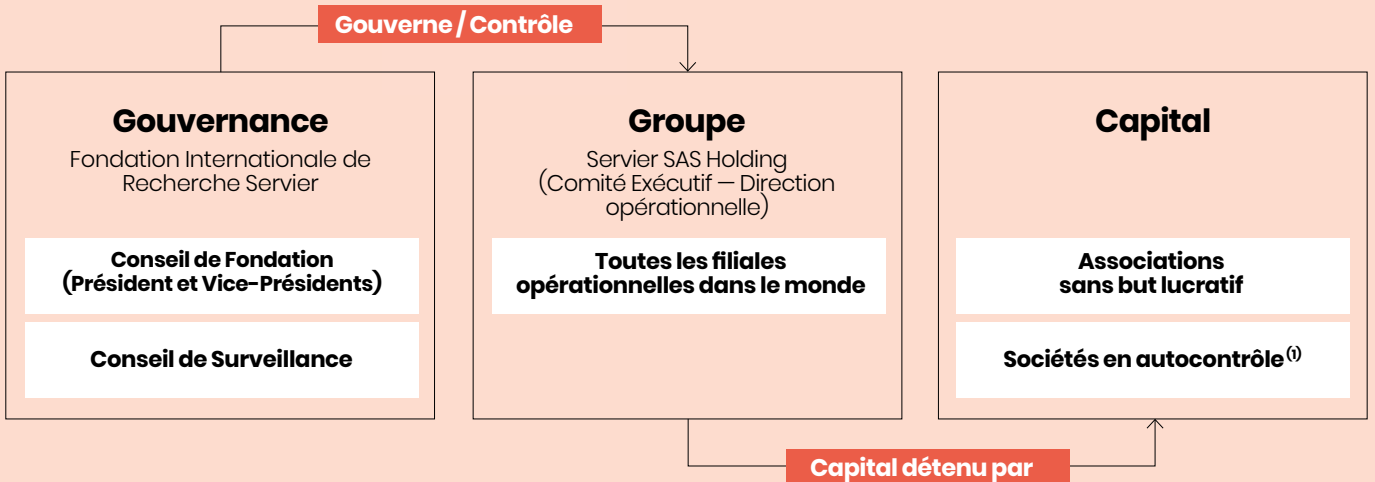 Gouverne / Contrôle
Gouvernance
Fondation Internationale de
Recherche Servier
Conseil de Fondation
(Président et Vice-Présidents)
Conseil de Surveillance
Groupe
Servier SAS Holding
(Comité Exécutif — Direction
opérationnelle)
Toutes les filiales
opérationnelles dans le monde
Capital
Associations
sans but lucratif
Sociétés en autocontrôle (1)
Capital détenu par